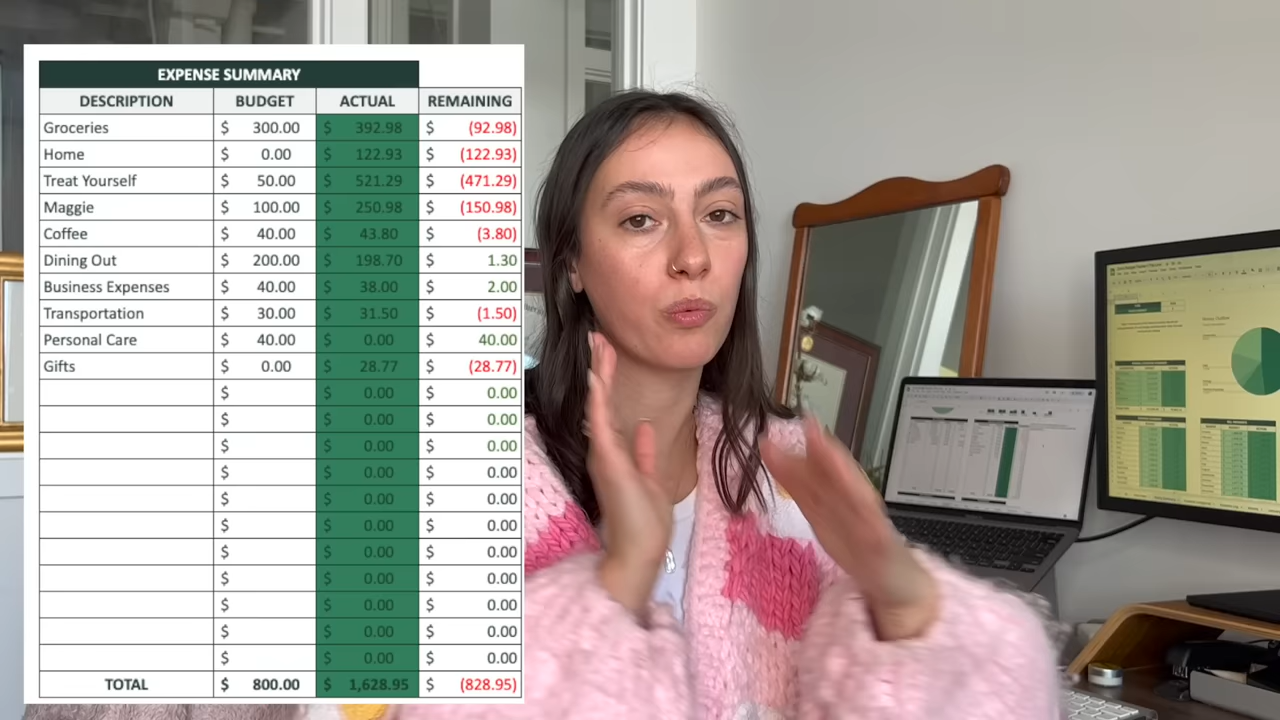 EXPENSE SUMMARY
DESCRIPTION BUDGET ACTUAL REMAINING
Groceries $ 300.00 $ 392.98 $ (92.98)
Home $ 0.00 $ 122.93 $ (122.93)
Treat Yourself $ 50.00 $ 521.29 $ (471.29)
Maggie $ 100.00 $ 250.98 $ (150.98)
Coffee $ 40.00 $ 43.80 $ (3.80)
Dining Out $ 200.00 $ 198.70 $ 1.30
Business Expenses $ 40.00 $ 38.00 $ 2.00
Transportation $ 30.00 $ 31.50 $ (1.50)
Personal Care $ 40.00 $ 0.00 $ 40.00
Gifts $ 0.00 $ 28.77 $ (28.77)
$ $ 0.00 $ 0.00
$ $ 0.00 $ 0.00
$ $ 0.00 $ 0.00
$ $ 0.00 $ 0.00
$ $ 0.00 $ 0.00
$ $ 0.00 $ 0.00
$ $ 0.00 $ 0.00
$ $ 0.00 $ 0.00
$ $ 0.00 $ 0.00
$ $ 0.00 $ 0.00
$ $ 0.00 $ 0.00
TOTAL $ 800.00 $ 1,628.95 $ (828.95)